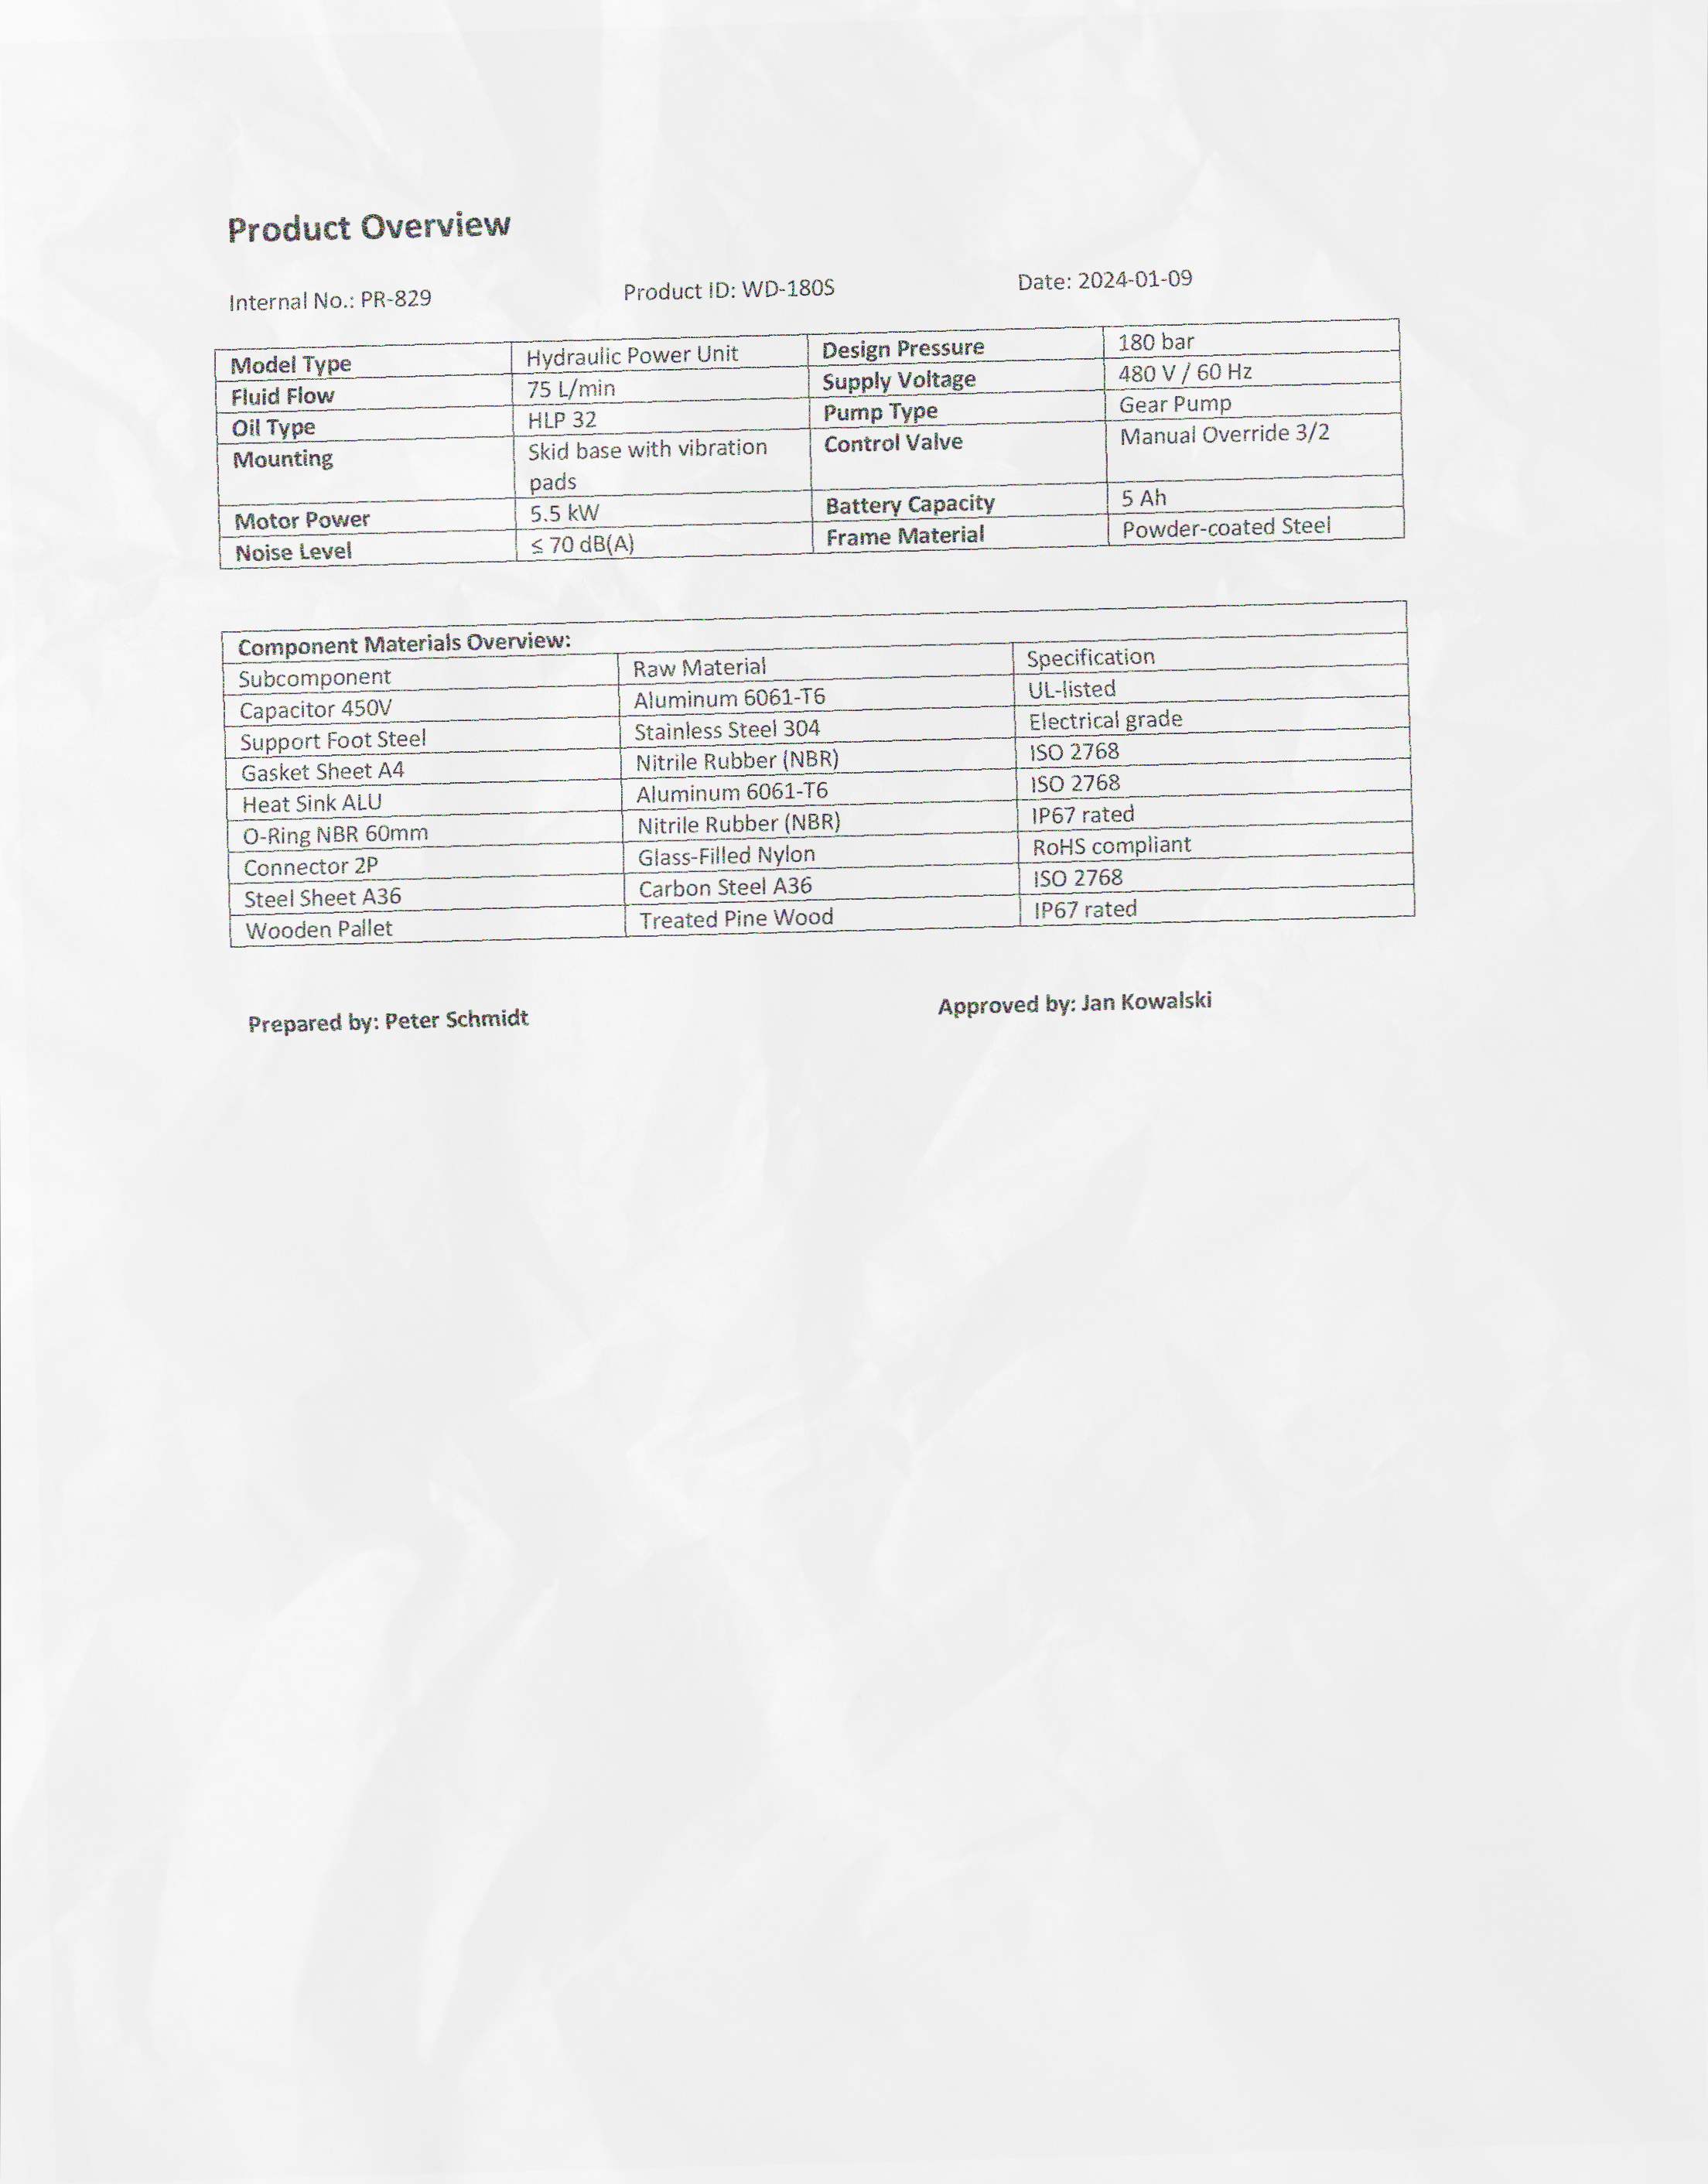 Product Overview
Internal No.: PR-829 Product ID: WD-180S Date: 2024-01-09
Model Type Hydraulic Power Unit Design Pressure 180 bar
Fluid Flow 75 L/min Supply Voltage 480 V / 60 Hz
Oil Type HLP 32 Pump Type Gear Pump
Mounting Skid base with vibration Control Valve Manual Override 3/2
pads
Motor Power 5.5 kW Battery Capacity 5 Ah
Noise Level ≤ 70 dB(A) Frame Material Powder-coated Steel
Component Materials Overview:
Subcomponent Raw Material Specification
Capacitor 450V Aluminum 6061-T6 UL-listed
Support Foot Steel Stainless Steel 304 Electrical grade
Gasket Sheet A4 Nitrile Rubber (NBR) ISO 2768
Heat Sink ALU Aluminum 6061-T6 ISO 2768
O-Ring NBR 60mm Nitrile Rubber (NBR) IP67 rated
Connector 2P Glass-Filled Nylon RoHS compliant
Steel Sheet A36 Carbon Steel A36 ISO 2768
Wooden Pallet Treated Pine Wood IP67 rated
Prepared by: Peter Schmidt Approved by: Jan Kowalski